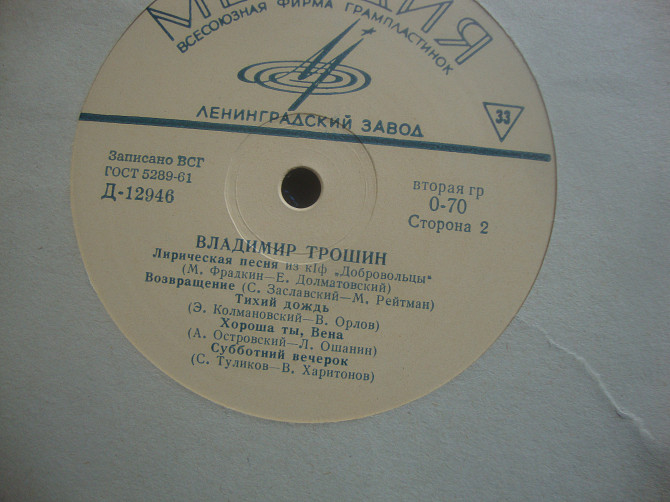 ВСЕСОЮЗНАЯ ФИРМА ГРАМПЛАСТИНОК
ЛЕНИНГРАДСКИЙ ЗАВОД
33
Записано ВСГ
ГОСТ 5289-61
Д-12946
вторая гр
0-70
Сторона 2
ВЛАДИМИР ТРОШИН
Лирическая песня из к|ф „Добровольцы“
(М. Фрадкин—Е. Долматовский)
Возвращение (С. Заславский—М. Рейтман)
Тихий дождь
(Э. Колмановский—В. Орлов)
Хороша ты, Вена
(А. Островский—Л. Ошанин)
Субботний вечерок
(С. Туликов—В. Харитонов)